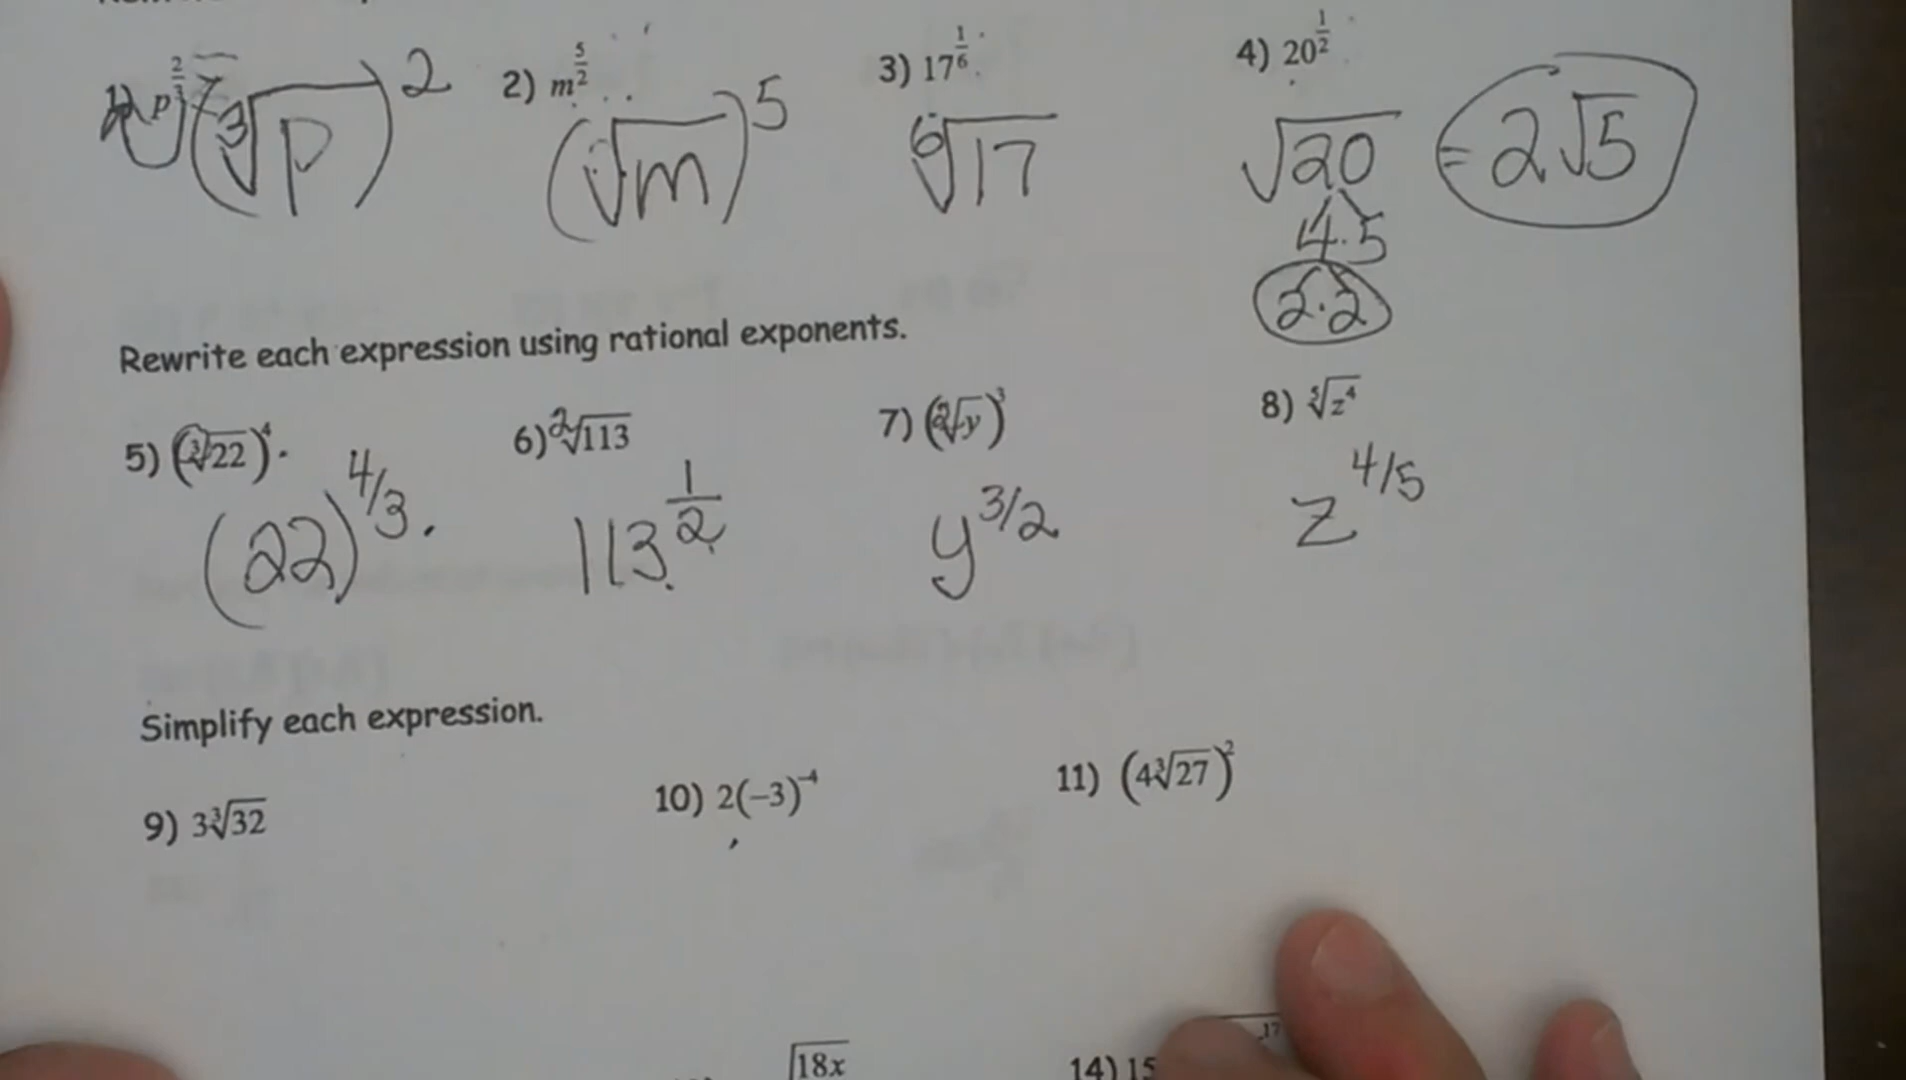 1) p^(2/3) 2) m^(5/2) 3) 17^(1/6) 4) 20^(1/2)
(∛p)^2 (√m)^5 ⁶√17 √20 = 2√5
4·5
2·2
Rewrite each expression using rational exponents.
5) (∛22)^4 6) ²√113 7) (²√y)^3 8) ⁵√z^4
(22)^4/3 113^(1/2) y^3/2 z^4/5
Simplify each expression.
9) 3∛32 10) 2(−3)^−4 11) (4∛27)^2
√18x 14) 15 17